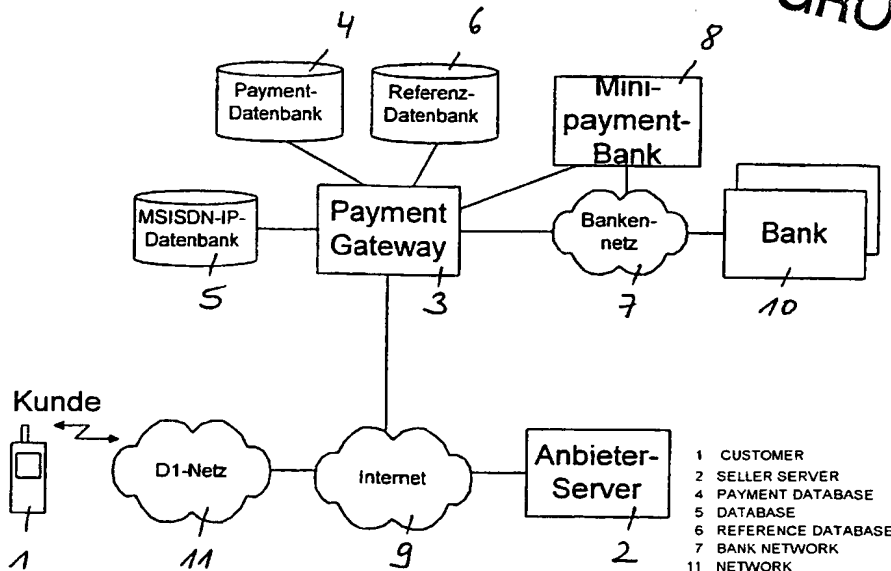 4
6
8
Payment-
Datenbank
Referenz-
Datenbank
Mini-
payment-
Bank
MSISDN-IP-
Datenbank
Payment
Gateway
Banken-
netz
Bank
5
3
7
10
Kunde
D1-Netz
Internet
Anbieter-
Server
1
11
9
2
1 CUSTOMER
2 SELLER SERVER
4 PAYMENT DATABASE
5 DATABASE
6 REFERENCE DATABASE
7 BANK NETWORK
11 NETWORK